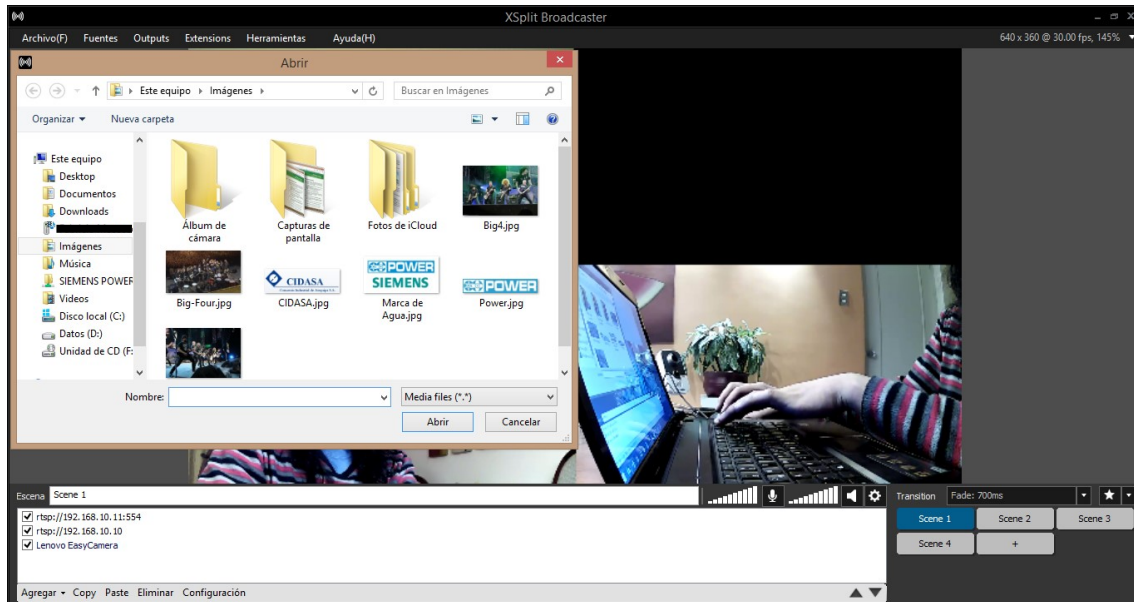 XSplit Broadcaster
Archivo(F) Fuentes Outputs Extensions Herramientas Ayuda(H)
640 x 360 @ 30.00 fps, 145%
Abrir
Este equipo Imágenes
Buscar en Imágenes
Organizar Nueva carpeta
Este equipo
Desktop
Documentos
Downloads
Imágenes
Música
SIEMENS POWER
Videos
Disco local (C:)
Datos (D:)
Unidad de CD (F:
Álbum de cámara
Capturas de pantalla
Fotos de iCloud
Big4.jpg
CIDASA
POWER
SIEMENS
POWER
Big-Four.jpg
CIDASA.jpg
Marca de Agua.jpg
Power.jpg
Nombre:
Media files (*.*)
Abrir Cancelar
Escena Scene 1
Transition Fade: 700ms
rtsp://192.168.10.11:554
rtsp://192.168.10.10
Lenovo EasyCamera
Scene 1 Scene 2 Scene 3
Scene 4 +
Agregar Copy Paste Eliminar Configuración